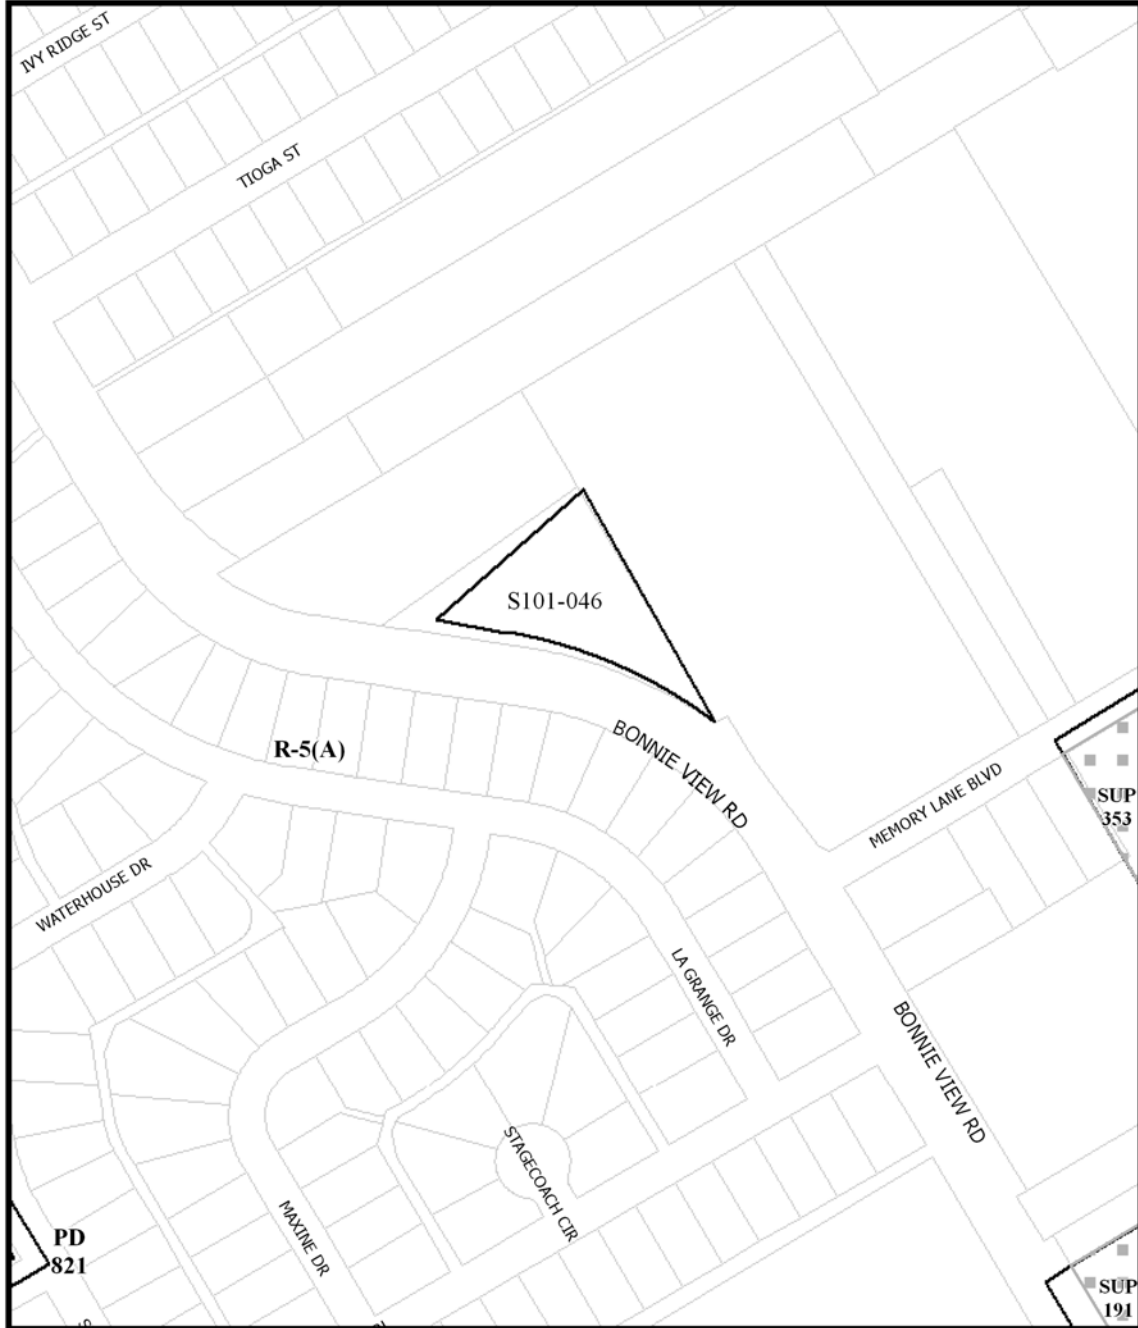 IVY RIDGE ST
TIOGA ST
S101-046
BONNIE VIEW RD
R-5(A)
MEMORY LANE BLVD
SUP
353
WATERHOUSE DR
LA GRANGE DR
BONNIE VIEW RD
STAGECOACH CIR
MAXINE DR
PD
821
SUP
191